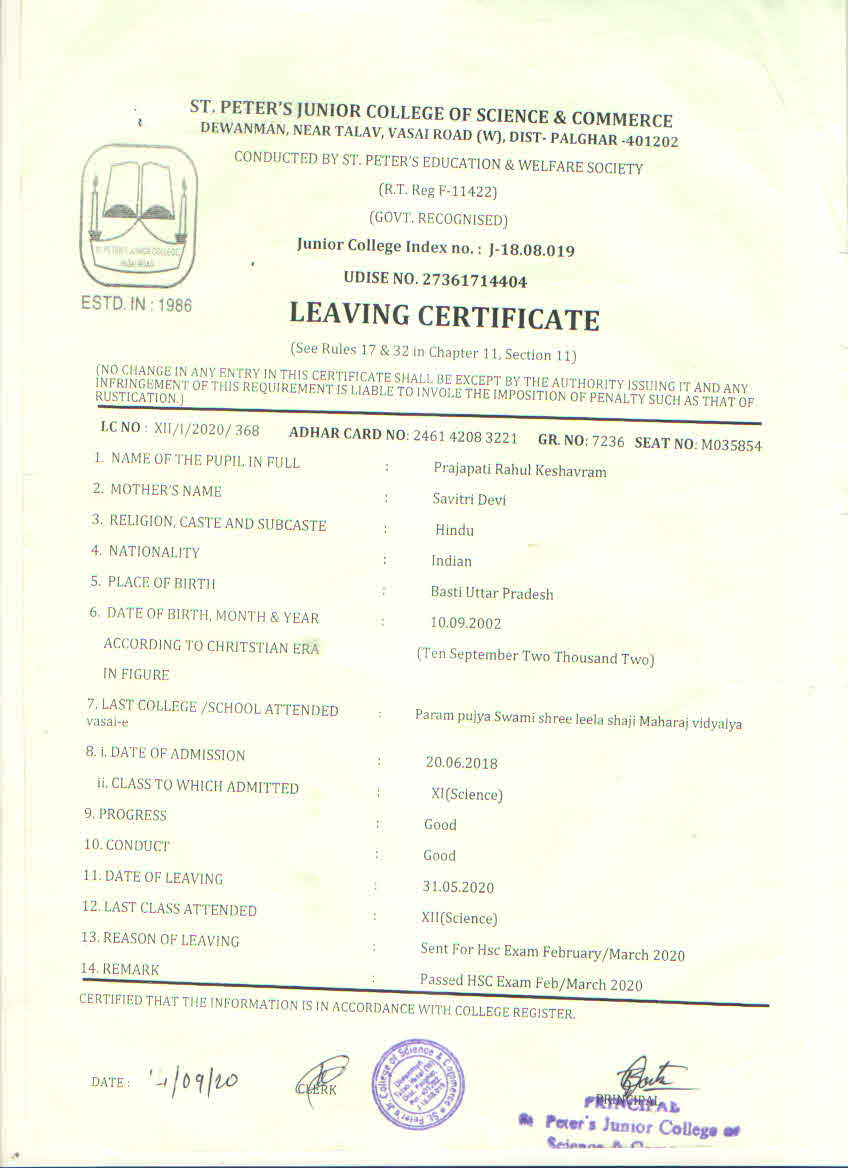 ST. PETER'S JUNIOR COLLEGE OF SCIENCE & COMMERCE
DEWANMAN, NEAR TALAV, VASAI ROAD (W), DIST- PALGHAR -401202
CONDUCTED BY ST. PETER'S EDUCATION & WELFARE SOCIETY
(R.T. Reg F-11422)
(GOVT. RECOGNISED)
Junior College Index no. : J-18.08.019
UDISE NO. 27361714404
ST. PETER'S JUNIOR COLLEGE,
VASAI ROAD
ESTD. IN : 1986
LEAVING CERTIFICATE
(See Rules 17 & 32 in Chapter 11, Section 11)
(NO CHANGE IN ANY ENTRY IN THIS CERTIFICATE SHALL BE EXCEPT BY THE AUTHORITY ISSUING IT AND ANY
INFRINGEMENT OF THIS REQUIREMENT IS LIABLE TO INVOLE THE IMPOSITION OF PENALTY SUCH AS THAT OF
RUSTICATION.)
LC NO : XII/I/2020/ 368 ADHAR CARD NO: 2461 4208 3221 GR. NO: 7236 SEAT NO: M035854
1. NAME OF THE PUPIL IN FULL : Prajapati Rahul Keshavram
2. MOTHER'S NAME : Savitri Devi
3. RELIGION, CASTE AND SUBCASTE : Hindu
4. NATIONALITY : Indian
5. PLACE OF BIRTH : Basti Uttar Pradesh
6. DATE OF BIRTH, MONTH & YEAR : 10.09.2002
ACCORDING TO CHRITSTIAN ERA (Ten September Two Thousand Two)
IN FIGURE
7. LAST COLLEGE /SCHOOL ATTENDED : Param pujya Swami shree leela shaji Maharaj vidyalya
vasai-e
8. i. DATE OF ADMISSION : 20.06.2018
ii. CLASS TO WHICH ADMITTED : XI(Science)
9. PROGRESS : Good
10. CONDUCT : Good
11. DATE OF LEAVING : 31.05.2020
12. LAST CLASS ATTENDED : XII(Science)
13. REASON OF LEAVING : Sent For Hsc Exam February/March 2020
14. REMARK : Passed HSC Exam Feb/March 2020
CERTIFIED THAT THE INFORMATION IS IN ACCORDANCE WITH COLLEGE REGISTER.
DATE : /09/20
CLERK
St. Peter's Jr. College of Science & Commerce
PRINCIPAL
PRINCIPAL
St. Peter's Junior College of
Science &